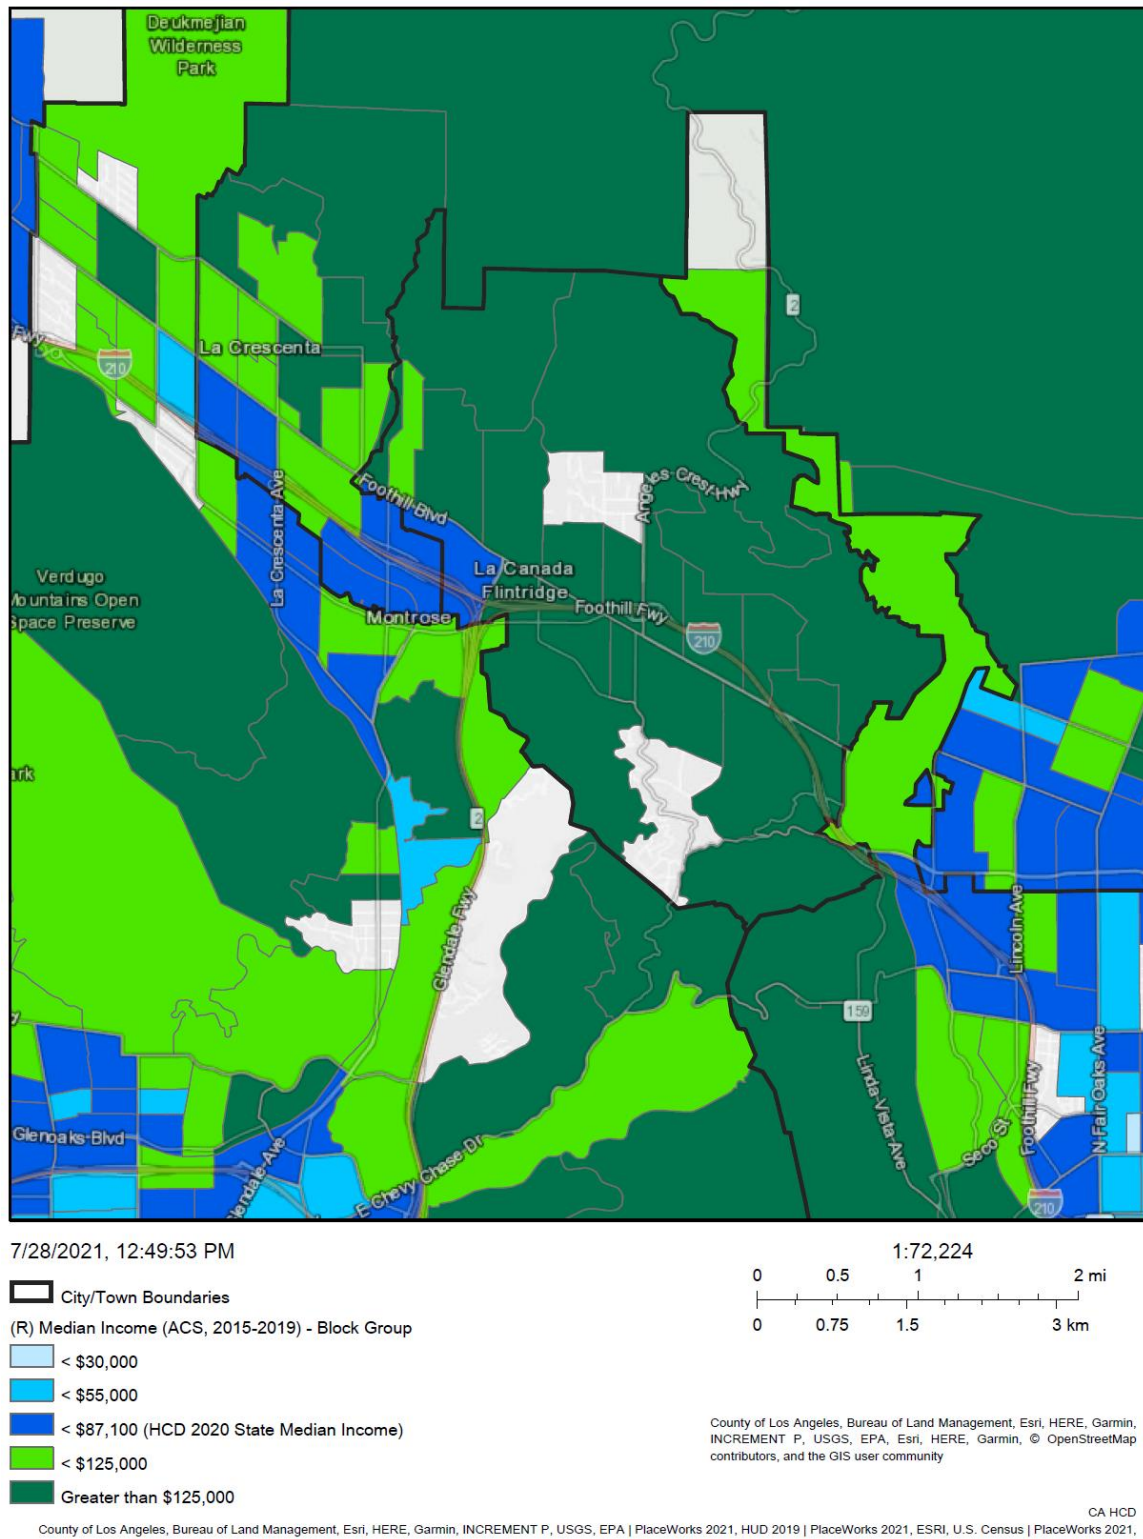 Deukmejian
Wilderness
Park
2
Fwy
210
La Crescenta
Foothill Blvd
Angeles Crest Hwy
La Crescenta Ave
La Canada
Flintridge
Verdugo
Mountains Open
Space Preserve
Montrose
Foothill Fwy
210
ark
2
Glendale Fwy
Lincoln Ave
159
Linda Vista Ave
Foothill Fwy
N Fair Oaks Ave
Seco St
Glenoaks Blvd
Glendale Ave
E Chevy Chase Dr
210
7/28/2021, 12:49:53 PM
1:72,224
0 0.5 1 2 mi
0 0.75 1.5 3 km
City/Town Boundaries
(R) Median Income (ACS, 2015-2019) - Block Group
< $30,000
< $55,000
< $87,100 (HCD 2020 State Median Income)
< $125,000
Greater than $125,000
County of Los Angeles, Bureau of Land Management, Esri, HERE, Garmin,
INCREMENT P, USGS, EPA, Esri, HERE, Garmin, © OpenStreetMap
contributors, and the GIS user community
CA HCD
County of Los Angeles, Bureau of Land Management, Esri, HERE, Garmin, INCREMENT P, USGS, EPA | PlaceWorks 2021, HUD 2019 | PlaceWorks 2021, ESRI, U.S. Census | PlaceWorks 2021,